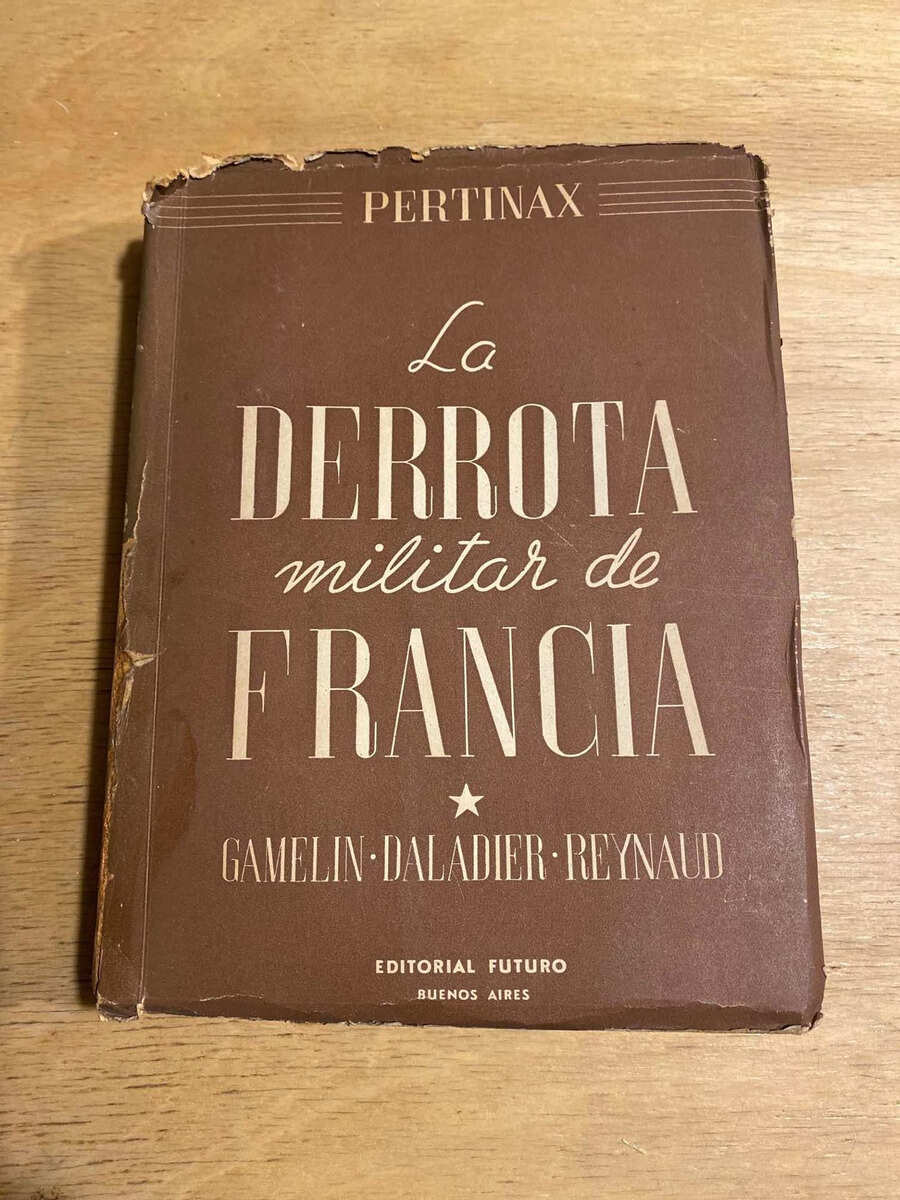 PERTINAX
La
DERROTA
militar de
FRANCIA
GAMELIN·DALADIER·REYNAUD
EDITORIAL FUTURO
BUENOS AIRES